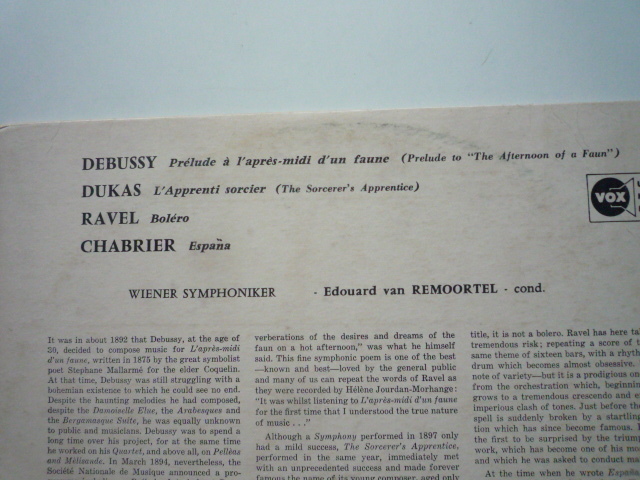 DEBUSSY Prélude à l'après-midi d'un faune (Prelude to "The Afternoon of a Faun")
DUKAS L'Apprenti sorcier (The Sorcerer's Apprentice)
RAVEL Boléro
CHABRIER España
VOX
WIENER SYMPHONIKER - Edouard van REMOORTEL - cond.
It was in about 1892 that Debussy, at the age of
30, decided to compose music for L'après-midi
d'un faune, written in 1875 by the great symbolist
poet Stephane Mallarmé for the elder Coquelin.
At that time, Debussy was still struggling with a
bohemian existence to which he could see no end.
Despite the haunting melodies he had composed,
despite the Damoiselle Elue, the Arabesques and
the Bergamasque Suite, he was equally unknown
to public and musicians. Debussy was to spend a
long time over his project, for at the same time
he worked on his Quartet, and above all, on Pelléas
and Mélisande. In March 1894, nevertheless, the
Société Nationale de Musique announced a pro-
verberations of the desires and dreams of the
faun on a hot afternoon," was what he himself
said. This fine symphonic poem is one of the best
—known and best—loved by the general public
and many of us can repeat the words of Ravel as
they were recorded by Hélène Jourdan-Morhange:
"It was whilst listening to L'après-midi d'un faune
for the first time that I understood the true nature
of music . . ."
Although a Symphony performed in 1897 only
had a mild success, The Sorcerer's Apprentice,
performed in the same year, immediately met
with an unprecedented success and made forever
famous the name of its young composer, aged only
title, it is not a bolero. Ravel has here ta
tremendous risk; repeating a score of t
same theme of sixteen bars, with a rhyth
drum which becomes almost obsessive.
note of variety—but it is a prodigious on
from the orchestration which, beginnin
grows to a tremendous crescendo and e
imperious clash of tones. Just before the
spell is suddenly broken by a startling
tion which has since become famous. I
the first to be surprised by the trium
work, which has become one of his mo
and which he was asked to conduct ma
At the time when he wrote España